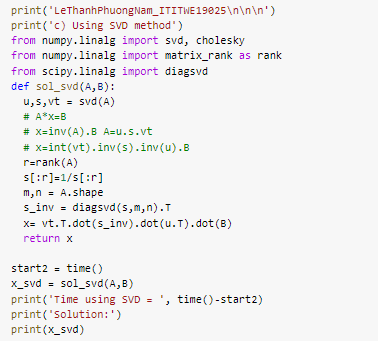 print('LeThanhPhuongNam_ITITWE19025\n\n\n')
print('c) Using SVD method')
from numpy.linalg import svd, cholesky
from numpy.linalg import matrix_rank as rank
from scipy.linalg import diagsvd
def sol_svd(A,B):
  u,s,vt = svd(A)
  # A*x=B
  # x=inv(A).B A=u.s.vt
  # x=int(vt).inv(s).inv(u).B
  r=rank(A)
  s[:r]=1/s[:r]
  m,n = A.shape
  s_inv = diagsvd(s,m,n).T
  x= vt.T.dot(s_inv).dot(u.T).dot(B)
  return x

start2 = time()
x_svd = sol_svd(A,B)
print('Time using SVD = ', time()-start2)
print('Solution:')
print(x_svd)